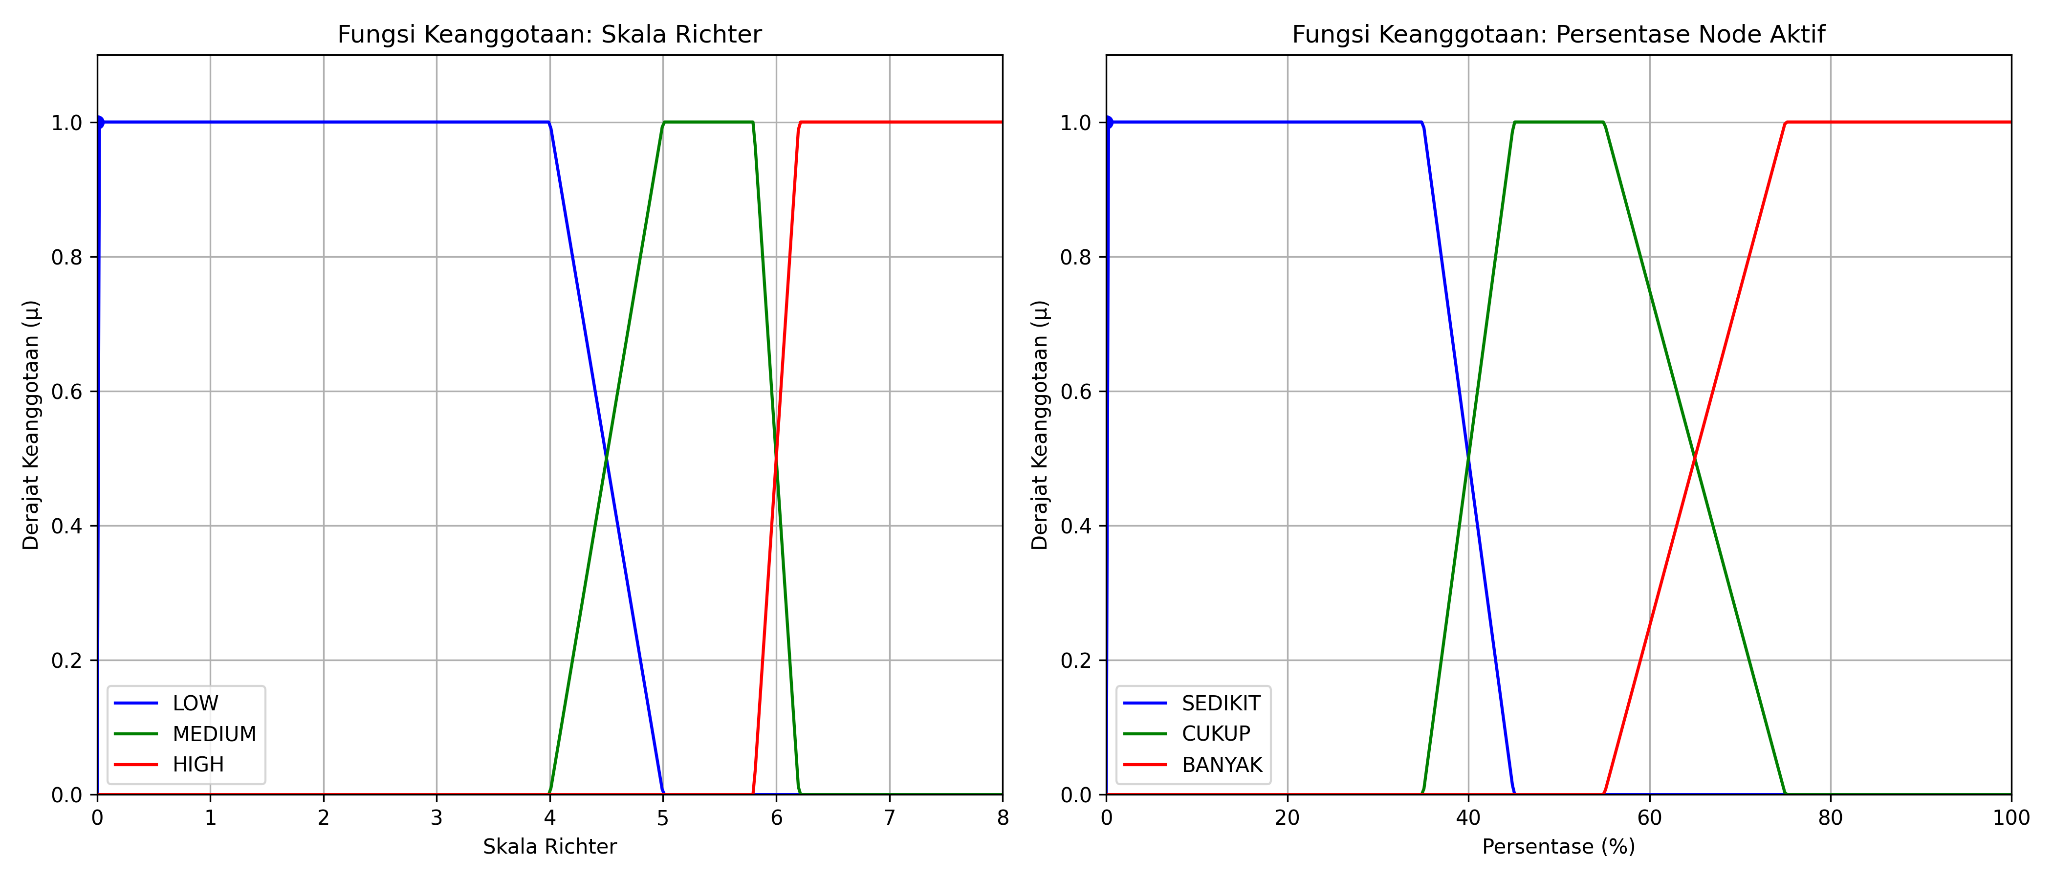 Fungsi Keanggotaan: Skala Richter
1.0
0.8
0.6
0.4
0.2
0.0
Derajat Keanggotaan (μ)
LOW
MEDIUM
HIGH
0 1 2 3 4 5 6 7 8
Skala Richter
Fungsi Keanggotaan: Persentase Node Aktif
1.0
0.8
0.6
0.4
0.2
0.0
Derajat Keanggotaan (μ)
SEDIKIT
CUKUP
BANYAK
0 20 40 60 80 100
Persentase (%)